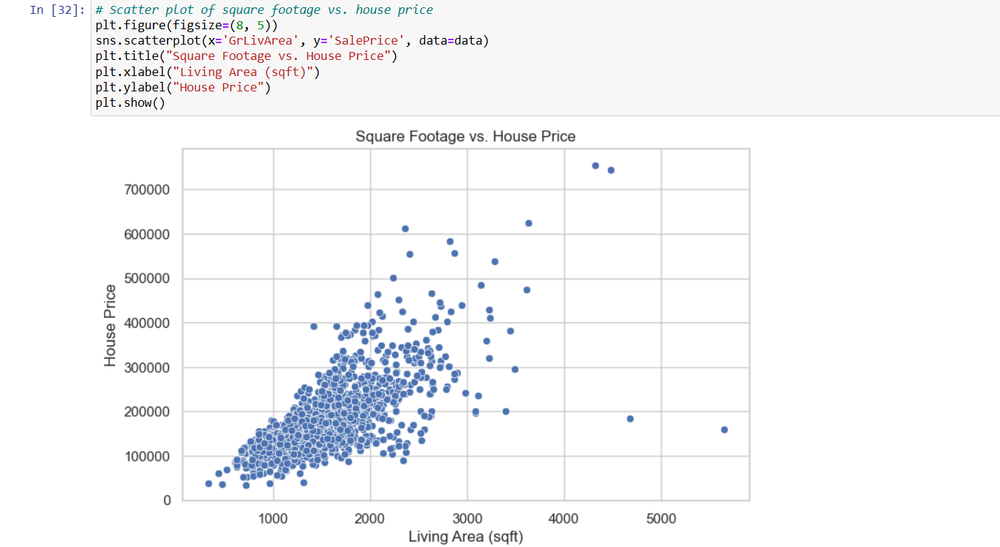 In [32]: # Scatter plot of square footage vs. house price
plt.figure(figsize=(8, 5))
sns.scatterplot(x='GrLivArea', y='SalePrice', data=data)
plt.title("Square Footage vs. House Price")
plt.xlabel("Living Area (sqft)")
plt.ylabel("House Price")
plt.show()
Square Footage vs. House Price
House Price
700000
600000
500000
400000
300000
200000
100000
0
1000 2000 3000 4000 5000
Living Area (sqft)